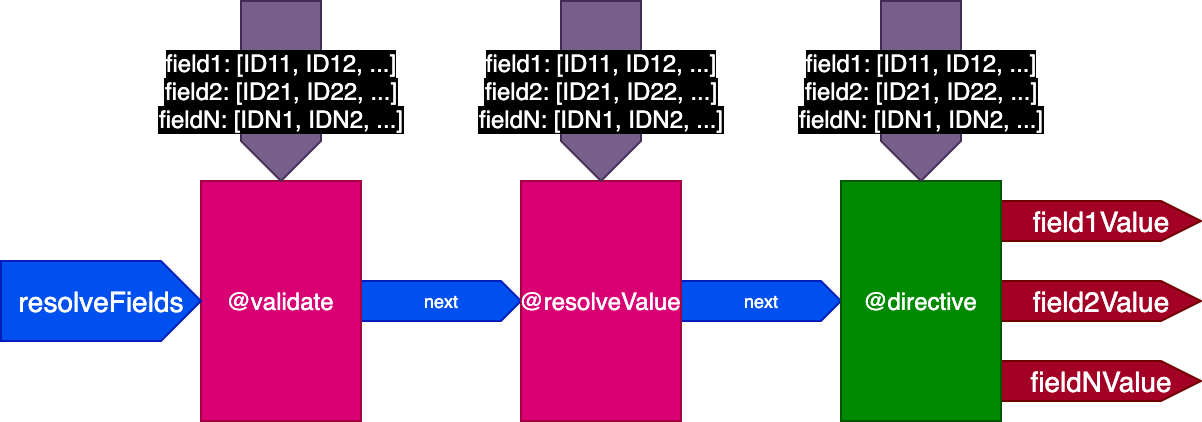 field1: [ID11, ID12, ...]
field2: [ID21, ID22, ...]
fieldN: [IDN1, IDN2, ...]
field1: [ID11, ID12, ...]
field2: [ID21, ID22, ...]
fieldN: [IDN1, IDN2, ...]
field1: [ID11, ID12, ...]
field2: [ID21, ID22, ...]
fieldN: [IDN1, IDN2, ...]
resolveFields
@validate
next
@resolveValue
next
@directive
field1Value
field2Value
fieldNValue